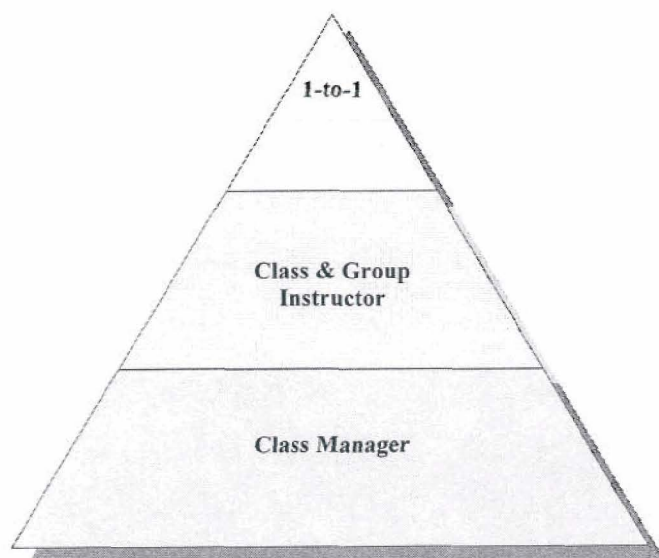 1-to-1
Class & Group
Instructor
Class Manager